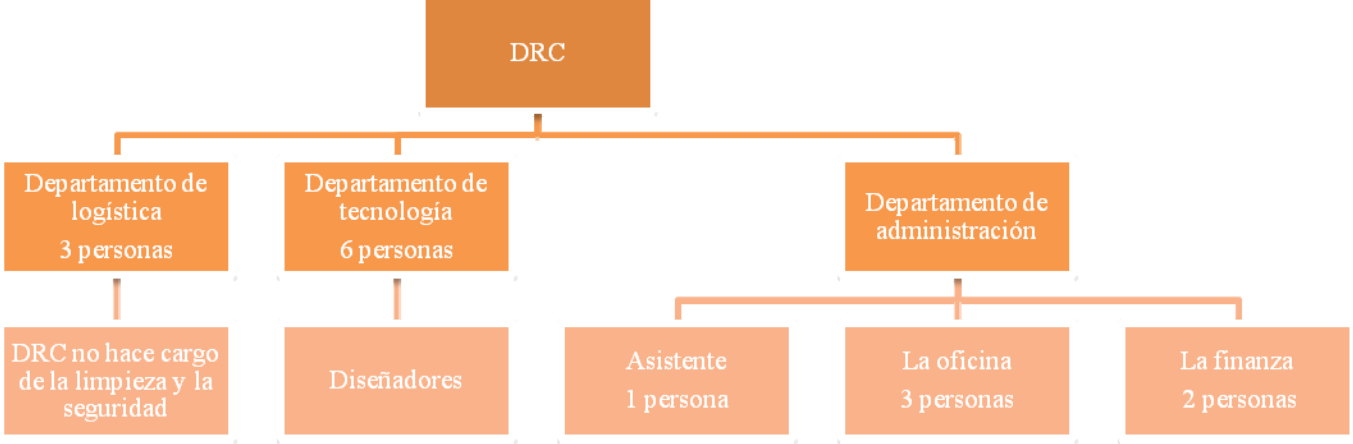 DRC
Departamento de
logística
3 personas
Departamento de
tecnología
6 personas
Departamento de
administración
DRC no hace cargo
de la limpieza y la
seguridad
Diseñadores
Asistente
1 persona
La oficina
3 personas
La finanza
2 personas